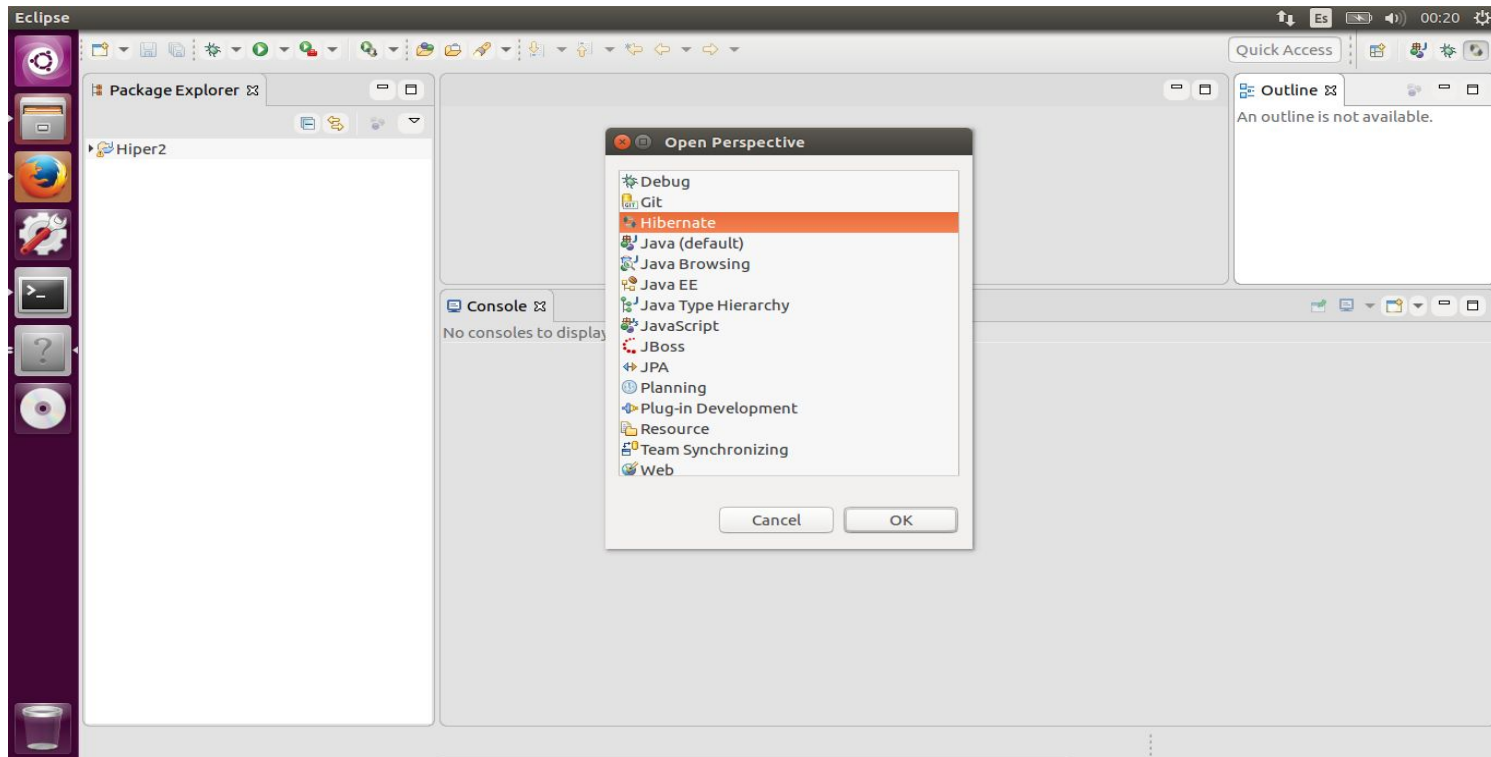 Eclipse
Es
00:20
Quick Access
Package Explorer
Outline
An outline is not available.
Hiper2
Open Perspective
Debug
GIT
Git
Hibernate
Java (default)
Java Browsing
Java EE
Java Type Hierarchy
JavaScript
JBoss
JPA
Planning
Plug-in Development
Resource
Team Synchronizing
Web
Cancel
OK
Console
No consoles to display